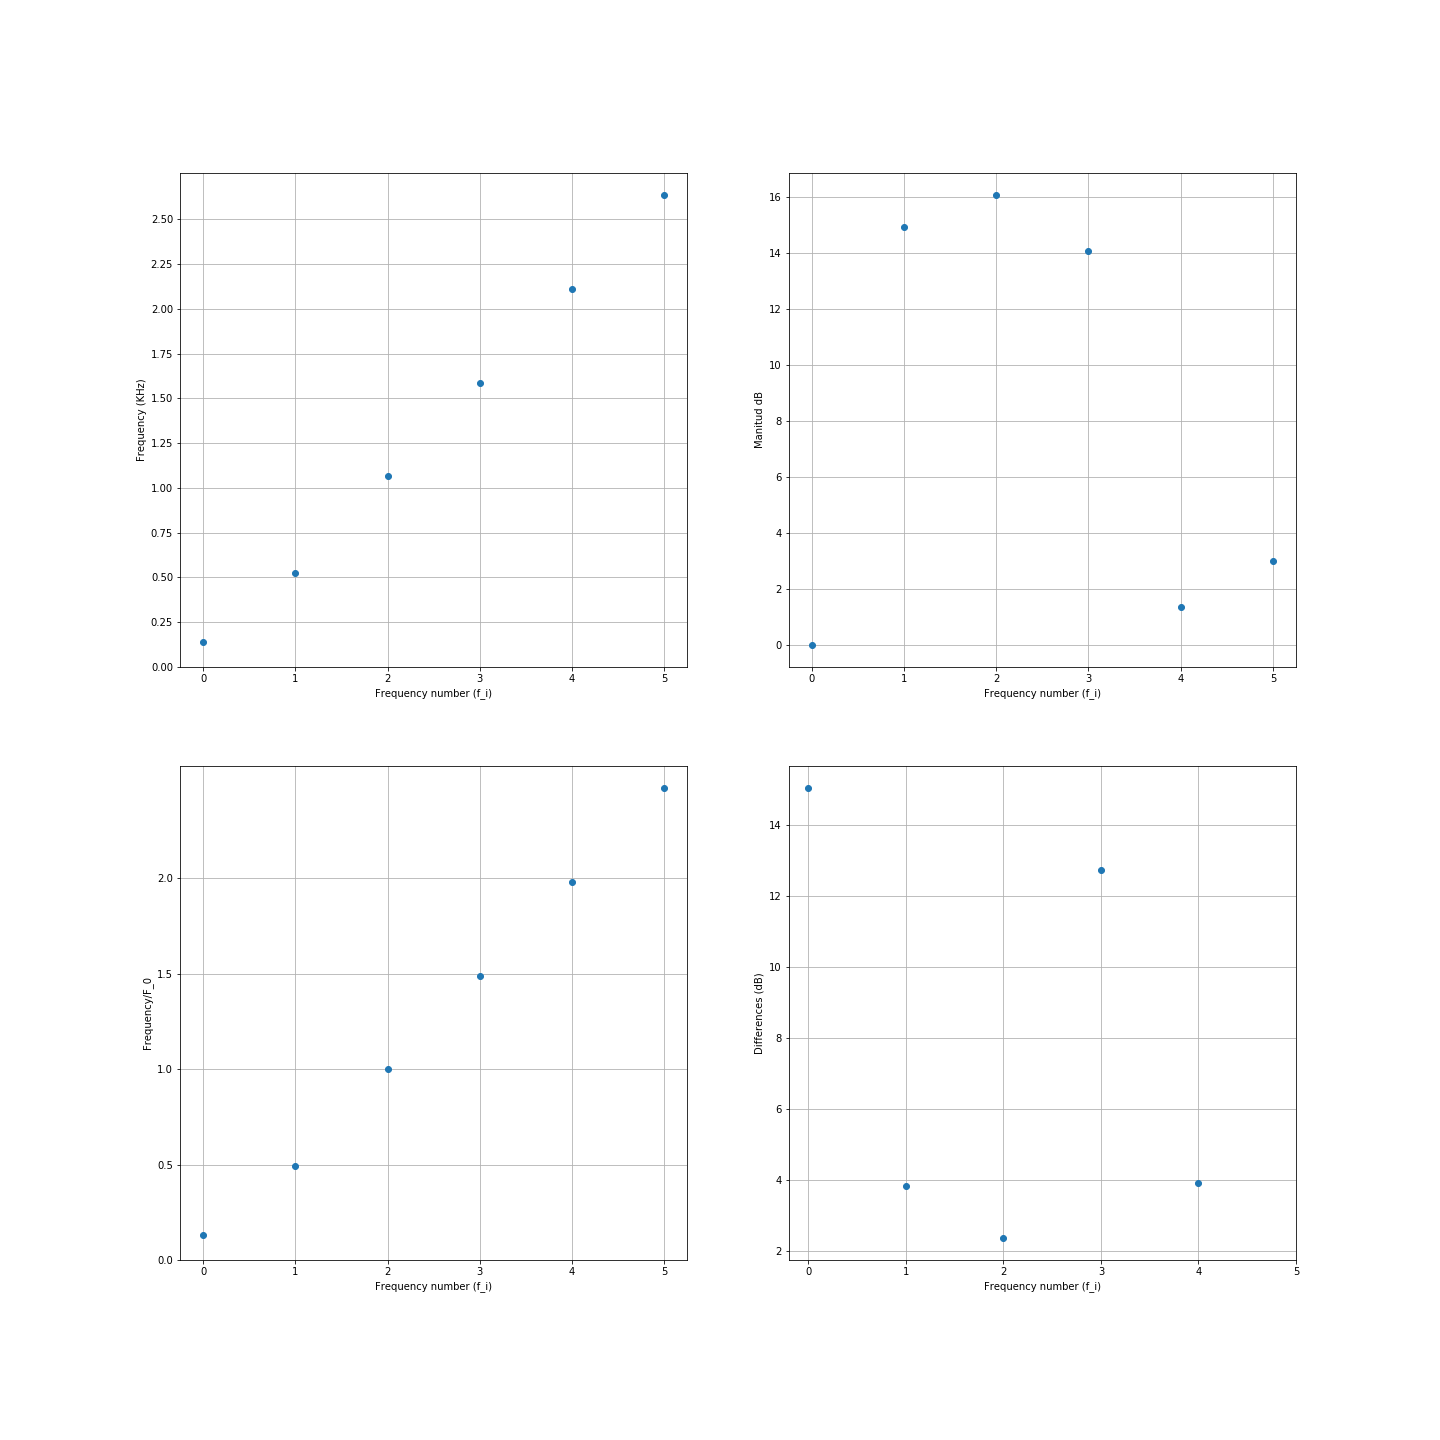 2.50
2.25
2.00
1.75
1.50
1.25
1.00
0.75
0.50
0.25
0.00
Frequency (KHz)
0 1 2 3 4 5
Frequency number (f_i)
16
14
12
10
8
6
4
2
0
Manitud dB
0 1 2 3 4 5
Frequency number (f_i)
2.0
1.5
1.0
0.5
0.0
Frequency/F_0
0 1 2 3 4 5
Frequency number (f_i)
14
12
10
8
6
4
2
Differences (dB)
0 1 2 3 4 5
Frequency number (f_i)